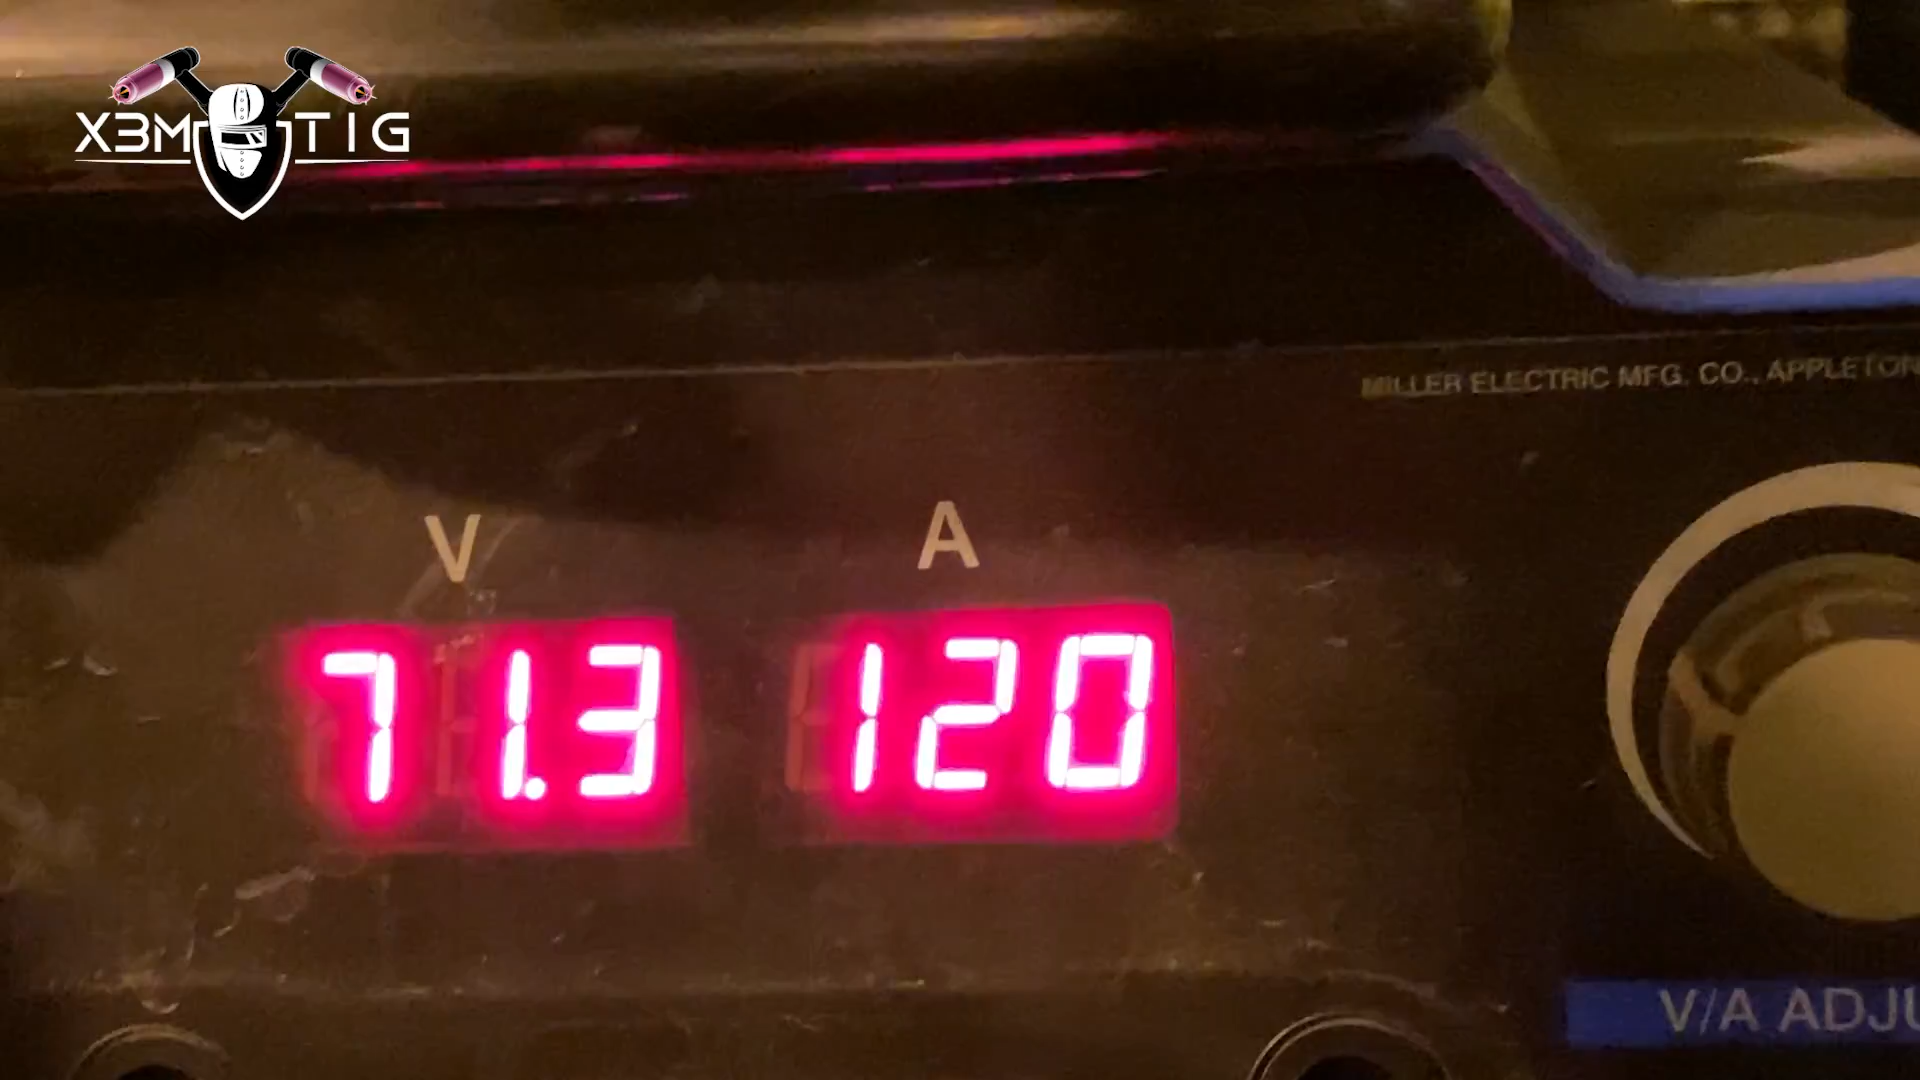 X3M TIG
MILLER ELECTRIC MFG. CO., APPLETON
V A
71.3 120
V/A ADJU